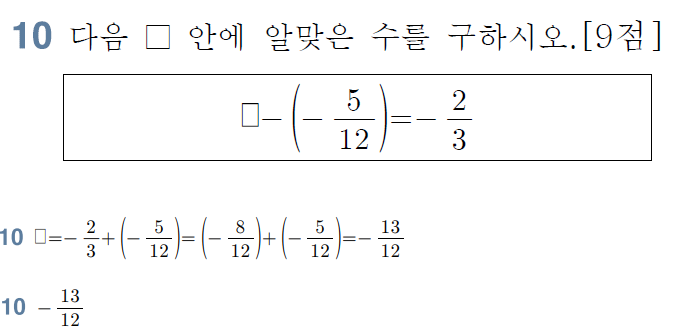 10 다음 □ 안에 알맞은 수를 구하시오.[9점]
□-(-5/12)=-2/3
10 □=-2/3+(-5/12)=(-8/12)+(-5/12)=-13/12
10 -13/12